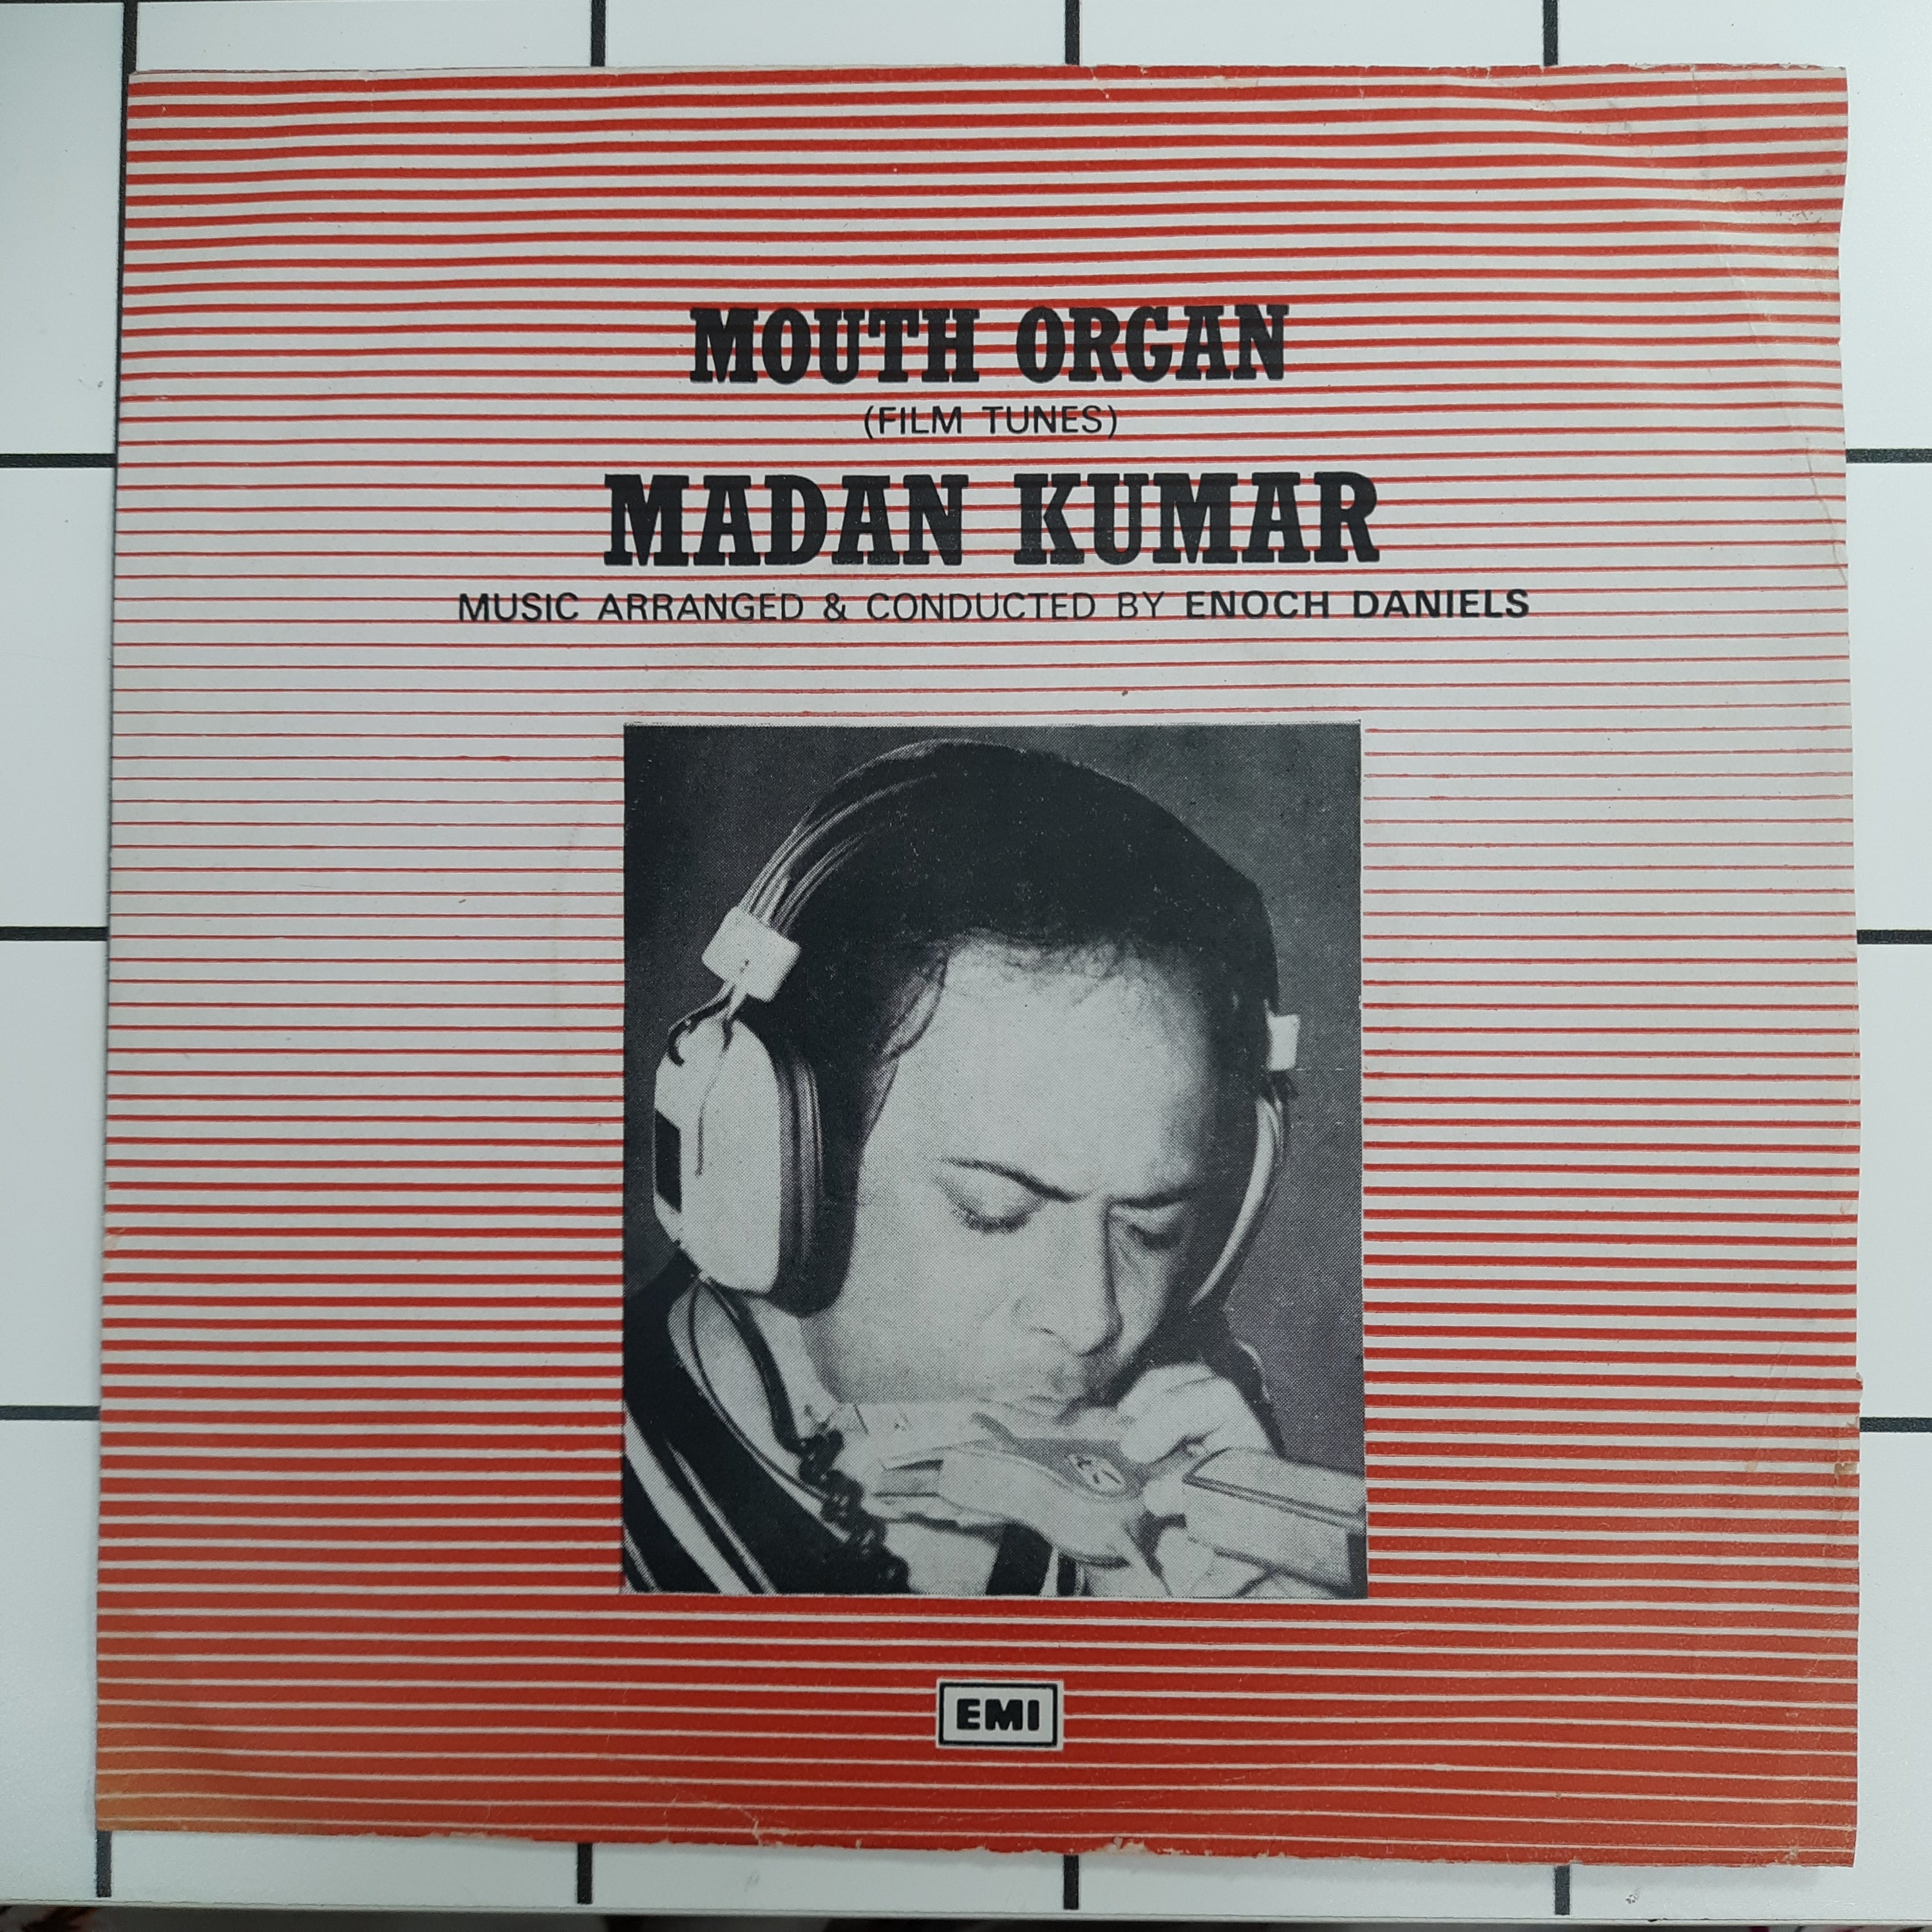 MOUTH ORGAN
(FILM TUNES)
MADAN KUMAR
MUSIC ARRANGED & CONDUCTED BY ENOCH DANIELS
EMI